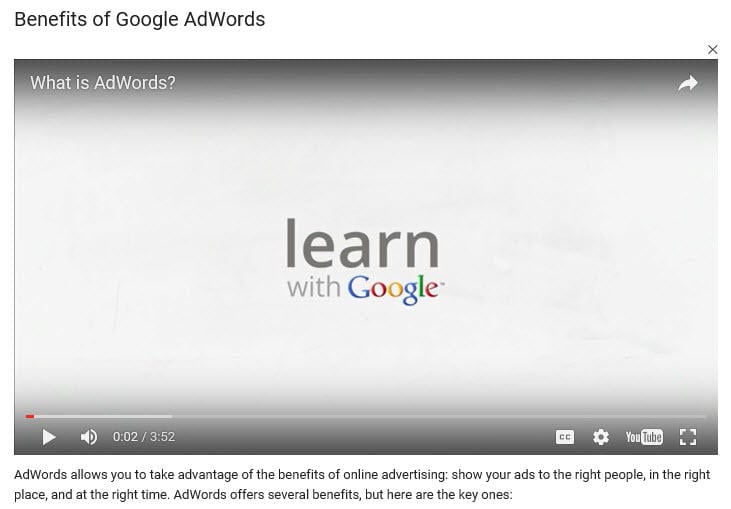 Benefits of Google AdWords
What is AdWords?
learn
with Google™
0:02 / 3:52
CC
YouTube
AdWords allows you to take advantage of the benefits of online advertising: show your ads to the right people, in the right
place, and at the right time. AdWords offers several benefits, but here are the key ones: